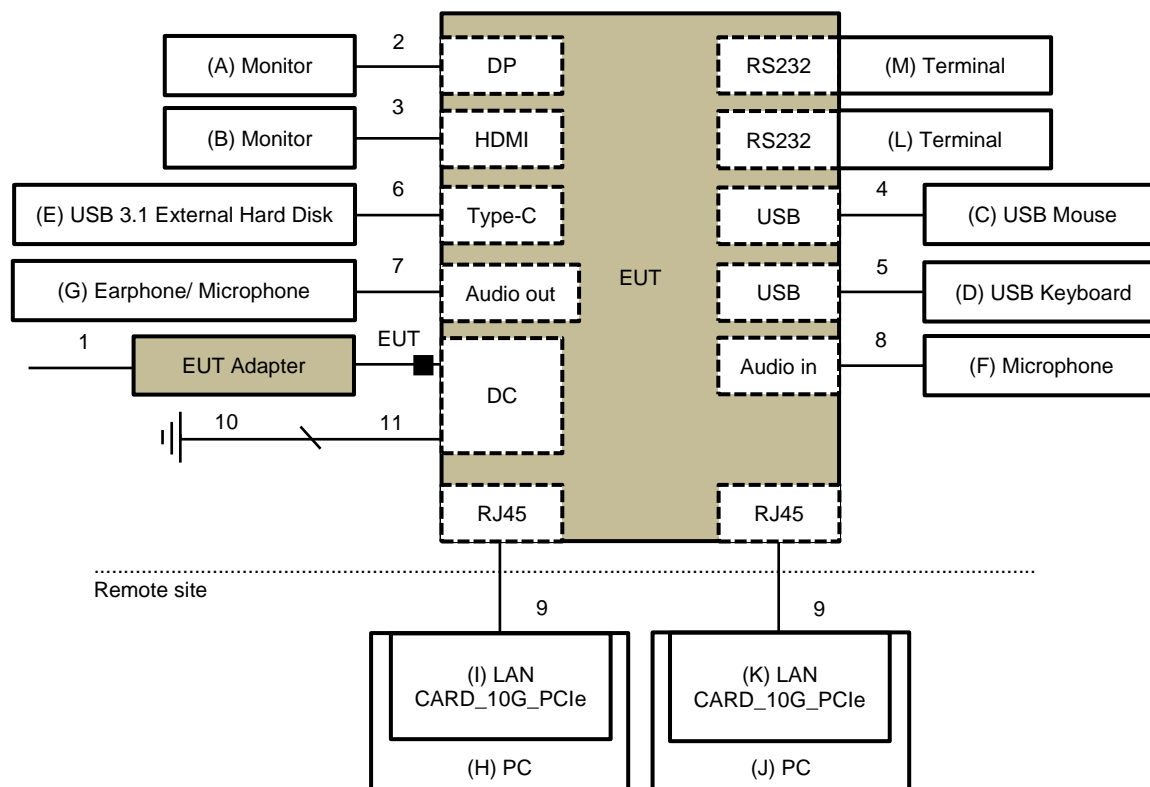 2
(A) Monitor
DP
RS232
(M) Terminal
3
(B) Monitor
HDMI
RS232
(L) Terminal
6
(E) USB 3.1 External Hard Disk
Type-C
USB
4
(C) USB Mouse
7
(G) Earphone/ Microphone
Audio out
EUT
USB
5
(D) USB Keyboard
1
EUT Adapter
EUT
DC
Audio in
8
(F) Microphone
10
11
RJ45
RJ45
Remote site
9
9
(I) LAN
CARD_10G_PCIe
(H) PC
(K) LAN
CARD_10G_PCIe
(J) PC